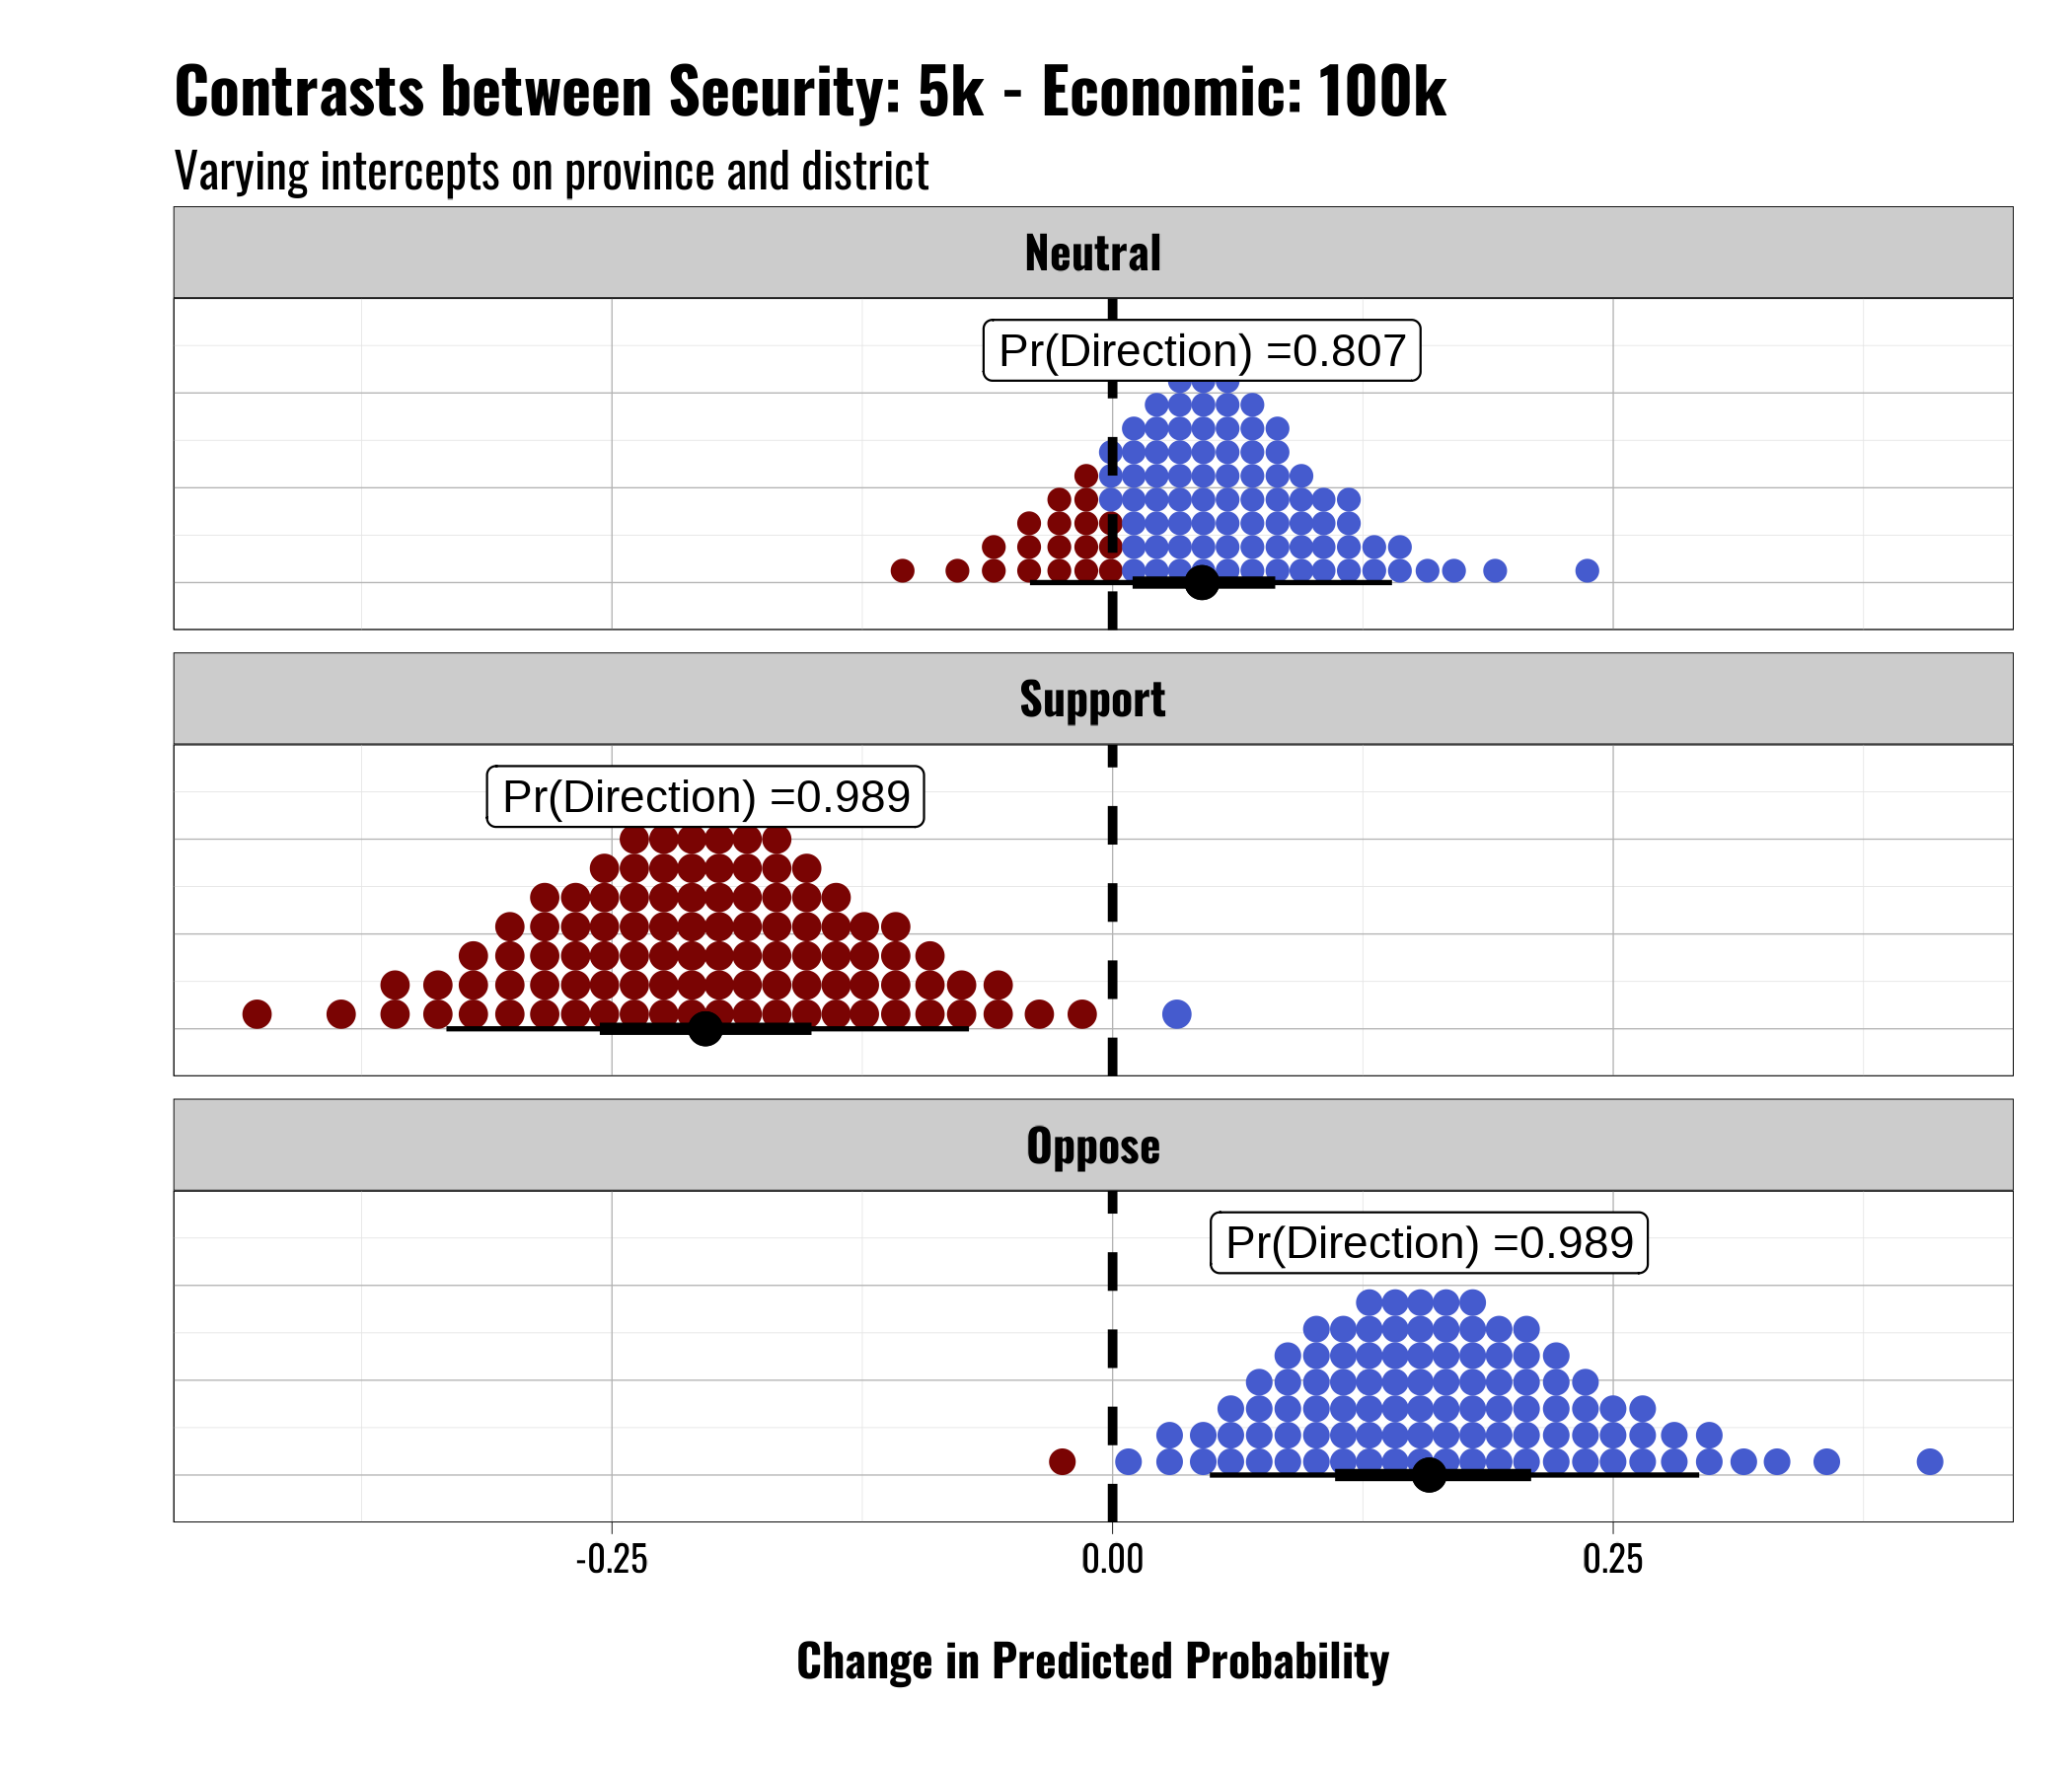 Contrasts between Security: 5k - Economic: 100k
Varying intercepts on province and district
Neutral
Pr(Direction) =0.807
Support
Pr(Direction) =0.989
Oppose
Pr(Direction) =0.989
-0.25 0.00 0.25
Change in Predicted Probability